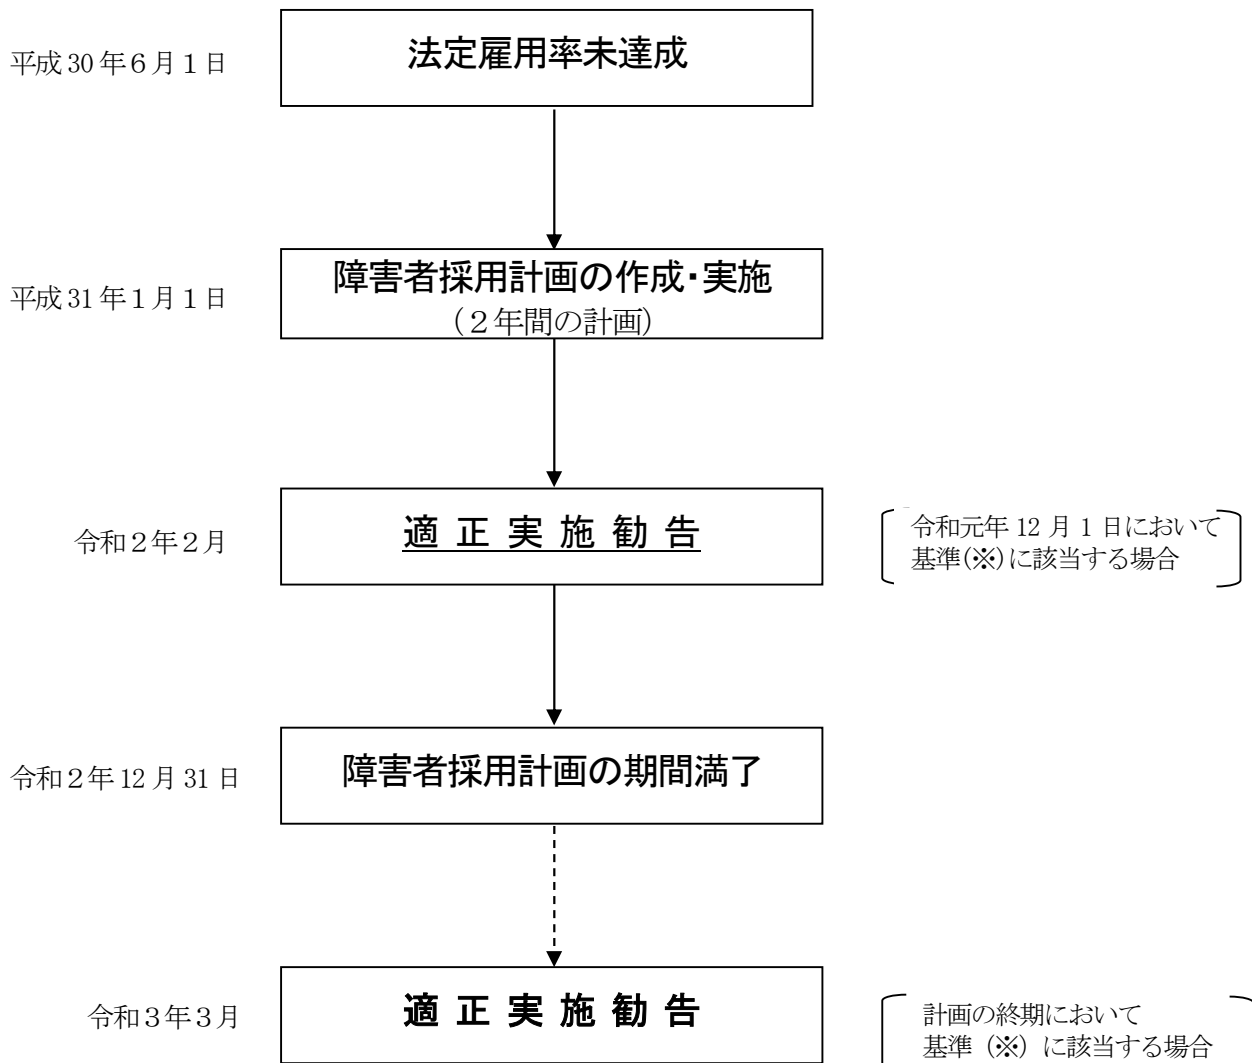 平成30年6月1日
法定雇用率未達成
平成31年1月1日
障害者採用計画の作成・実施
（２年間の計画）
令和２年２月
適 正 実 施 勧 告
令和元年 12 月 1 日において
基準(※)に該当する場合
令和２年 12 月 31 日
障害者採用計画の期間満了
令和３年３月
適 正 実 施 勧 告
計画の終期において
基準（※）に該当する場合